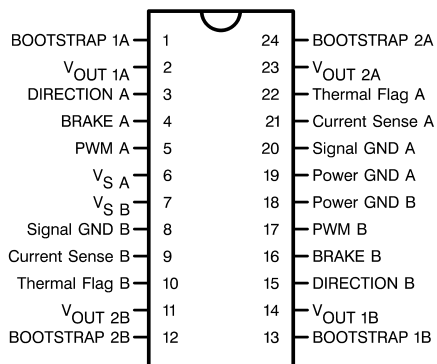 BOOTSTRAP 1A 1 24 BOOTSTRAP 2A
VOUT 1A 2 23 VOUT 2A
DIRECTION A 3 22 Thermal Flag A
BRAKE A 4 21 Current Sense A
PWM A 5 20 Signal GND A
VS A 6 19 Power GND A
VS B 7 18 Power GND B
Signal GND B 8 17 PWM B
Current Sense B 9 16 BRAKE B
Thermal Flag B 10 15 DIRECTION B
VOUT 2B 11 14 VOUT 1B
BOOTSTRAP 2B 12 13 BOOTSTRAP 1B